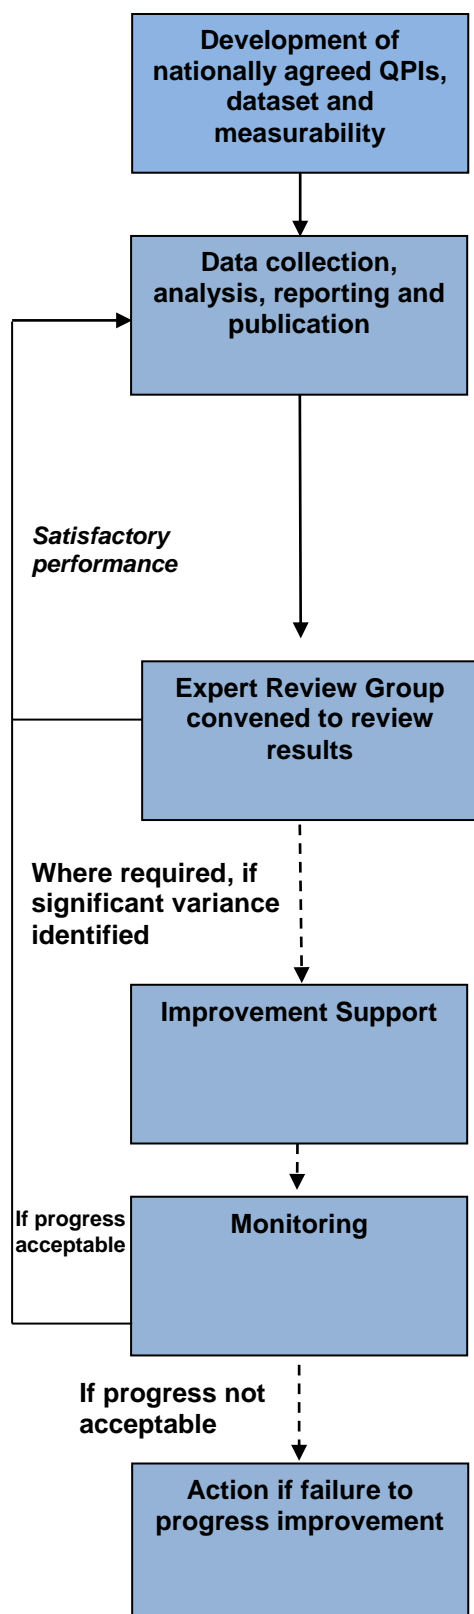 Development of
nationally agreed QPIs,
dataset and
measurability
Data collection,
analysis, reporting and
publication
Satisfactory
performance
Expert Review Group
convened to review
results
Where required, if
significant variance
identified
Improvement Support
If progress
acceptable
Monitoring
If progress not
acceptable
Action if failure to
progress improvement